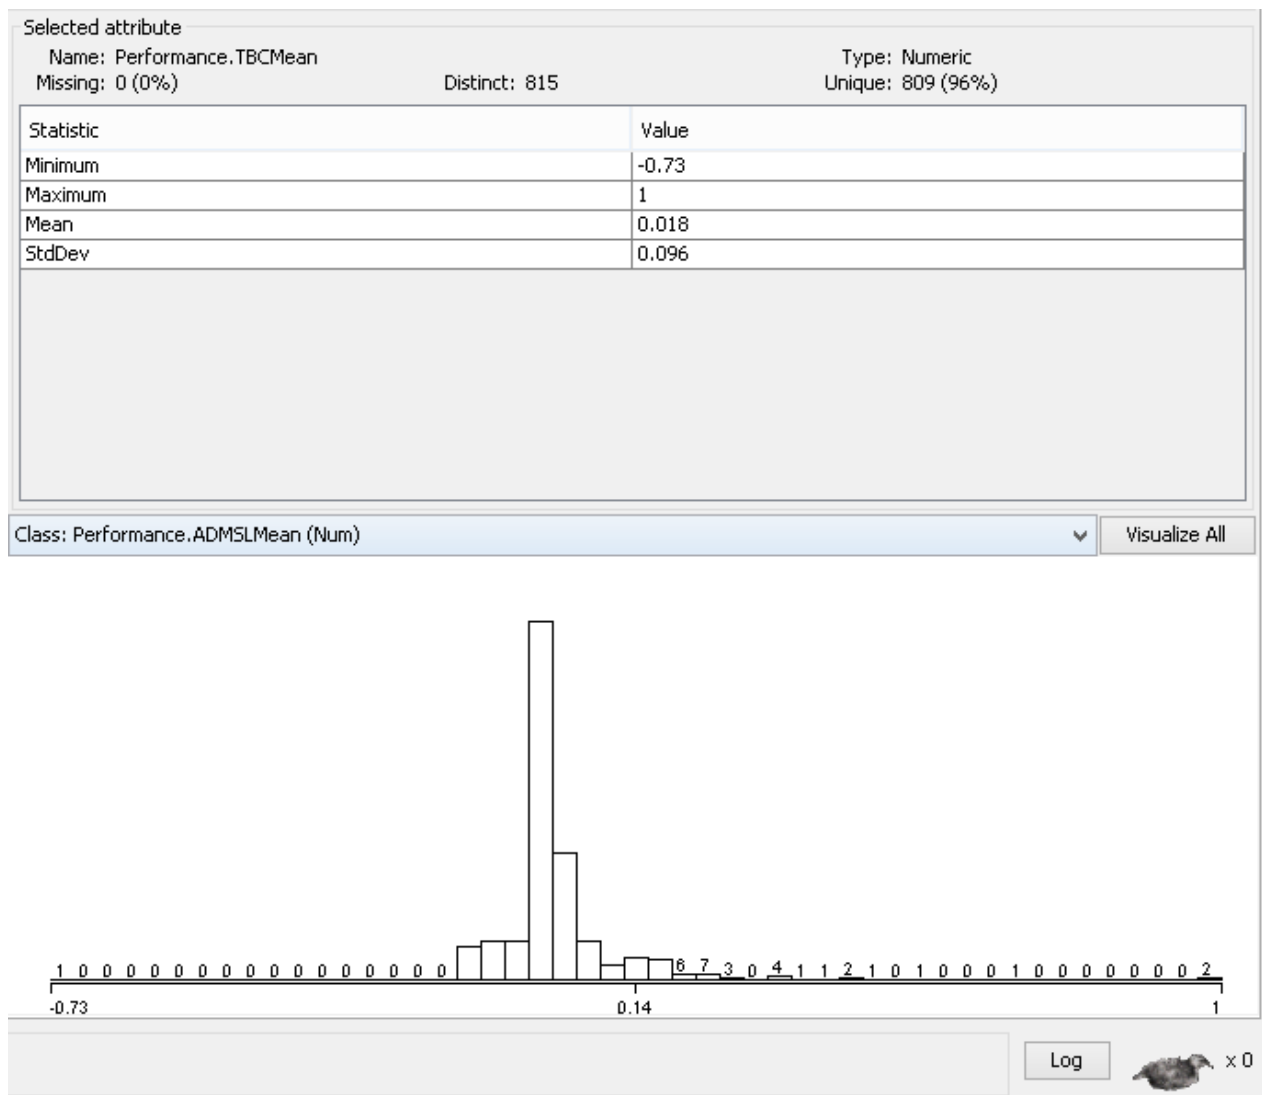 Selected attribute
Name: Performance.TBCMean Type: Numeric
Missing: 0 (0%) Distinct: 815 Unique: 809 (96%)
Statistic Value
Minimum -0.73
Maximum 1
Mean 0.018
StdDev 0.096
Class: Performance.ADMSLMean (Num) Visualize All
1 0 0 0 0 0 0 0 0 0 0 0 0 0 0 0 0 6 7 3 0 4 1 1 2 1 0 1 0 0 0 1 0 0 0 0 0 0 0 2
-0.73 0.14 1
Log x 0